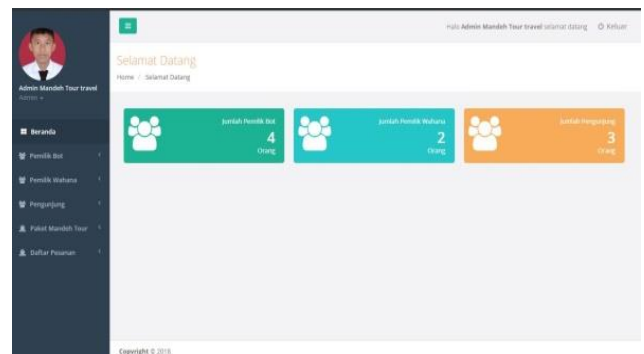 Halo Admin Mandeh Tour travel selamat datang
Keluar
Selamat Datang
Home / Selamat Datang
Admin Mandeh Tour travel
Admin
Beranda
Pemilik Bot
Pemilik Wahana
Pengunjung
Paket Mandeh Tour
Daftar Pesanan
Jumlah Pemilik Bot
4
Orang
Jumlah Pemilik Wahana
2
Orang
Jumlah Pengunjung
3
Orang
Copyright © 2018